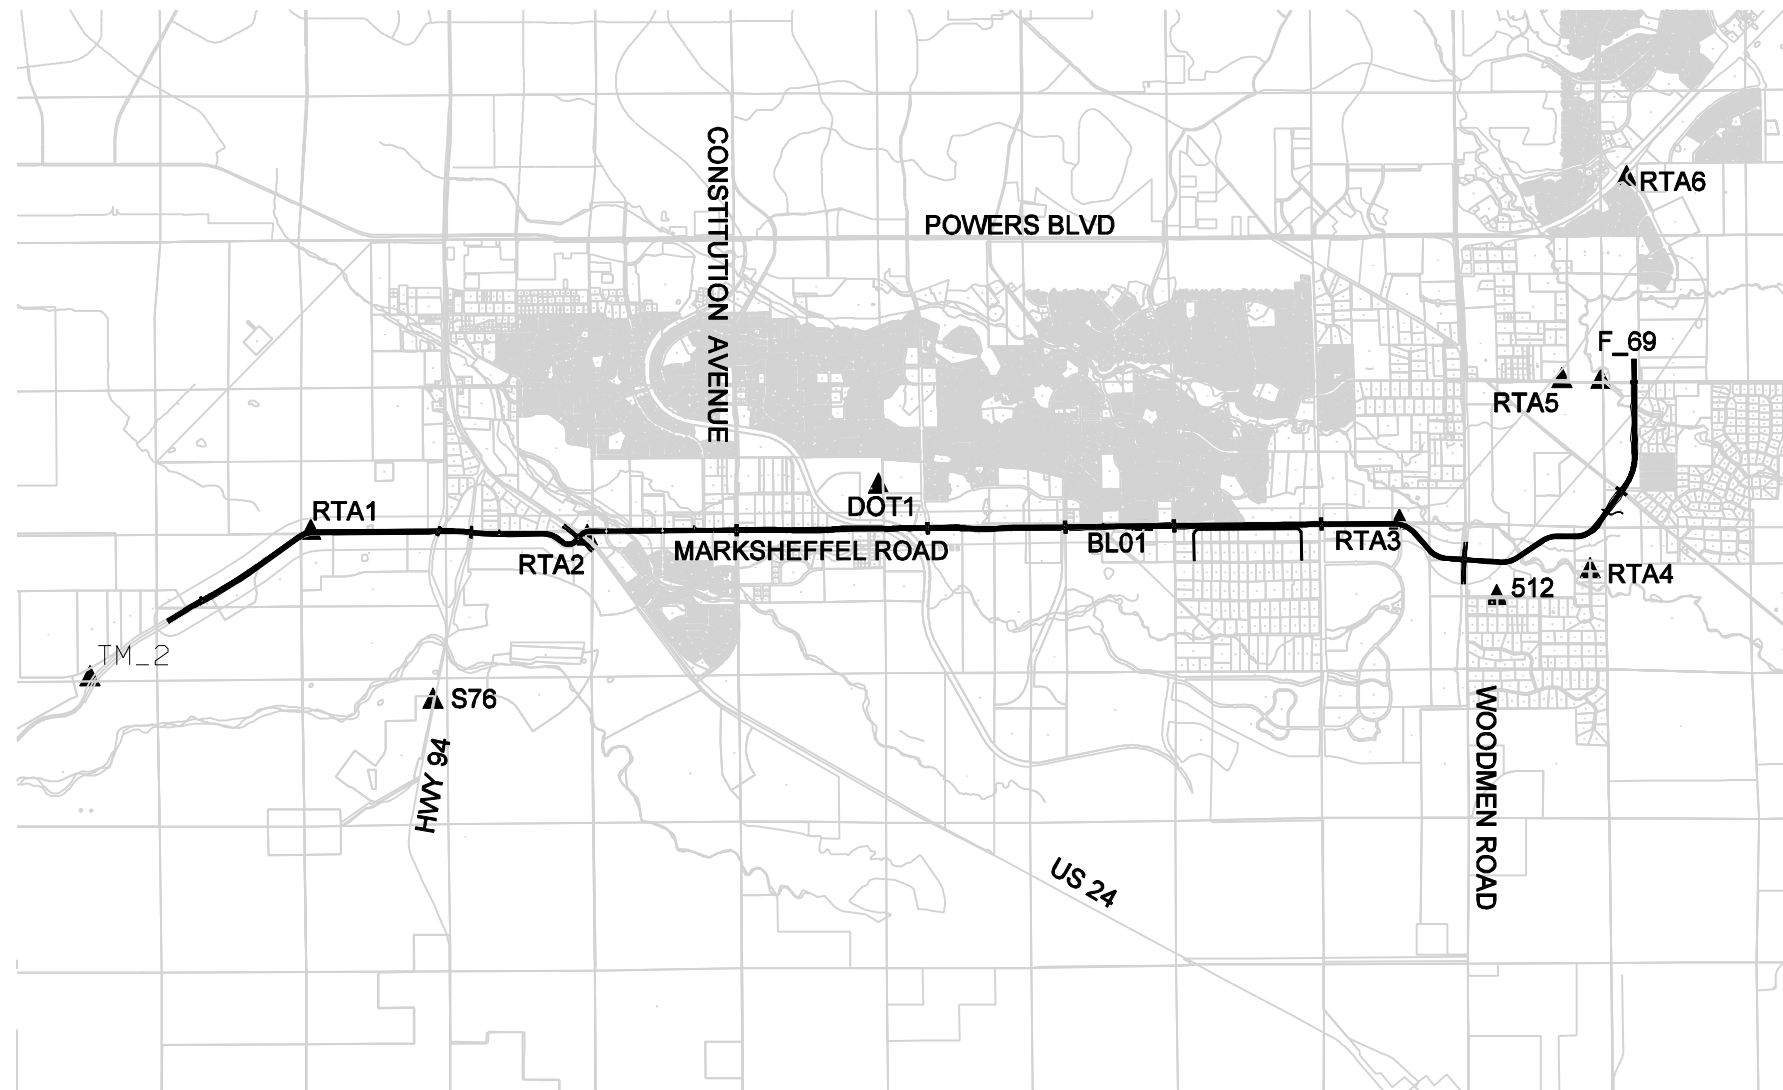 CONSTITUTION AVENUE
RTA6
POWERS BLVD
F_69
RTA5
RTA1
DOT1
BL01
RTA3
MARKSHEFFEL ROAD
RTA2
RTA4
512
TM_2
S76
WOODMEN ROAD
HWY 94
US 24